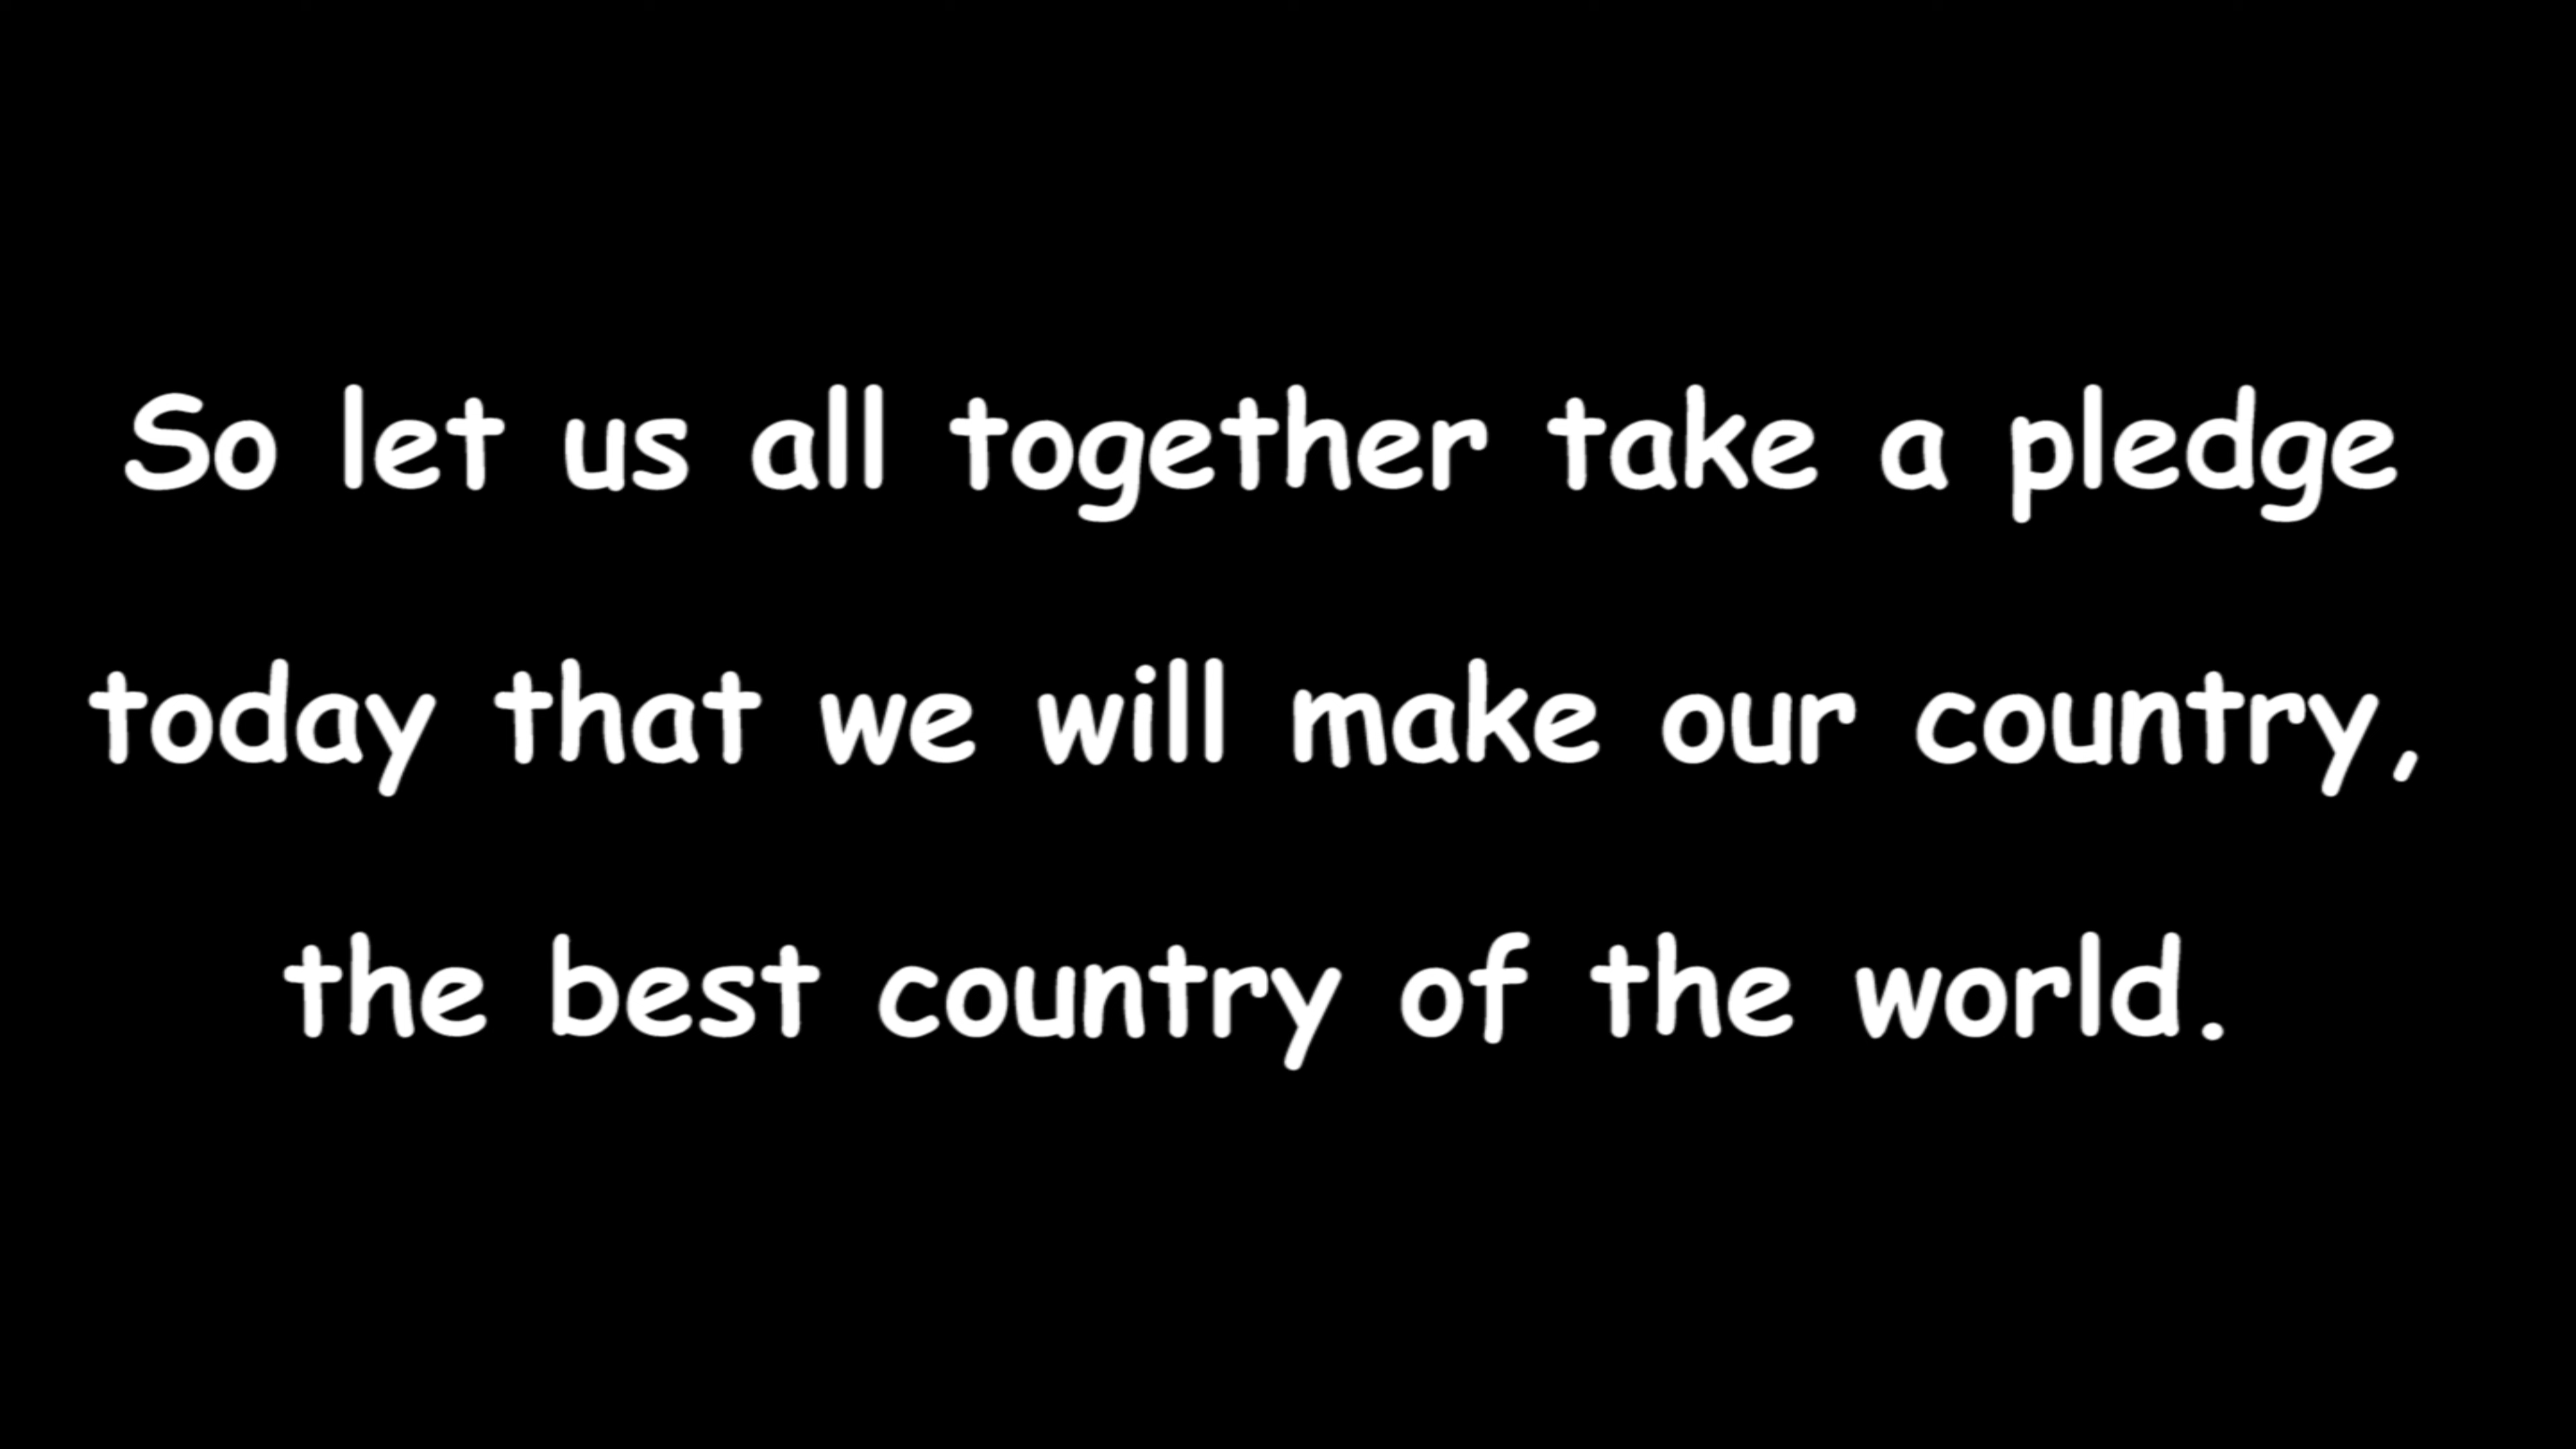 So let us all together take a pledge
today that we will make our country,
the best country of the world.